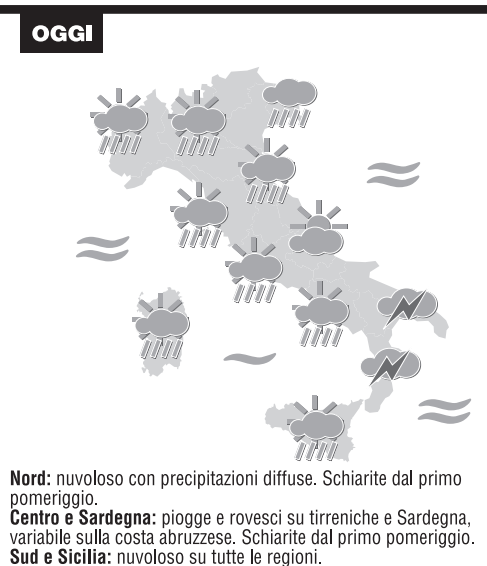 OGGI
Nord: nuvoloso con precipitazioni diffuse. Schiarite dal primo
pomeriggio.
Centro e Sardegna: piogge e rovesci su tirreniche e Sardegna,
variabile sulla costa abruzzese. Schiarite dal primo pomeriggio.
Sud e Sicilia: nuvoloso su tutte le regioni.